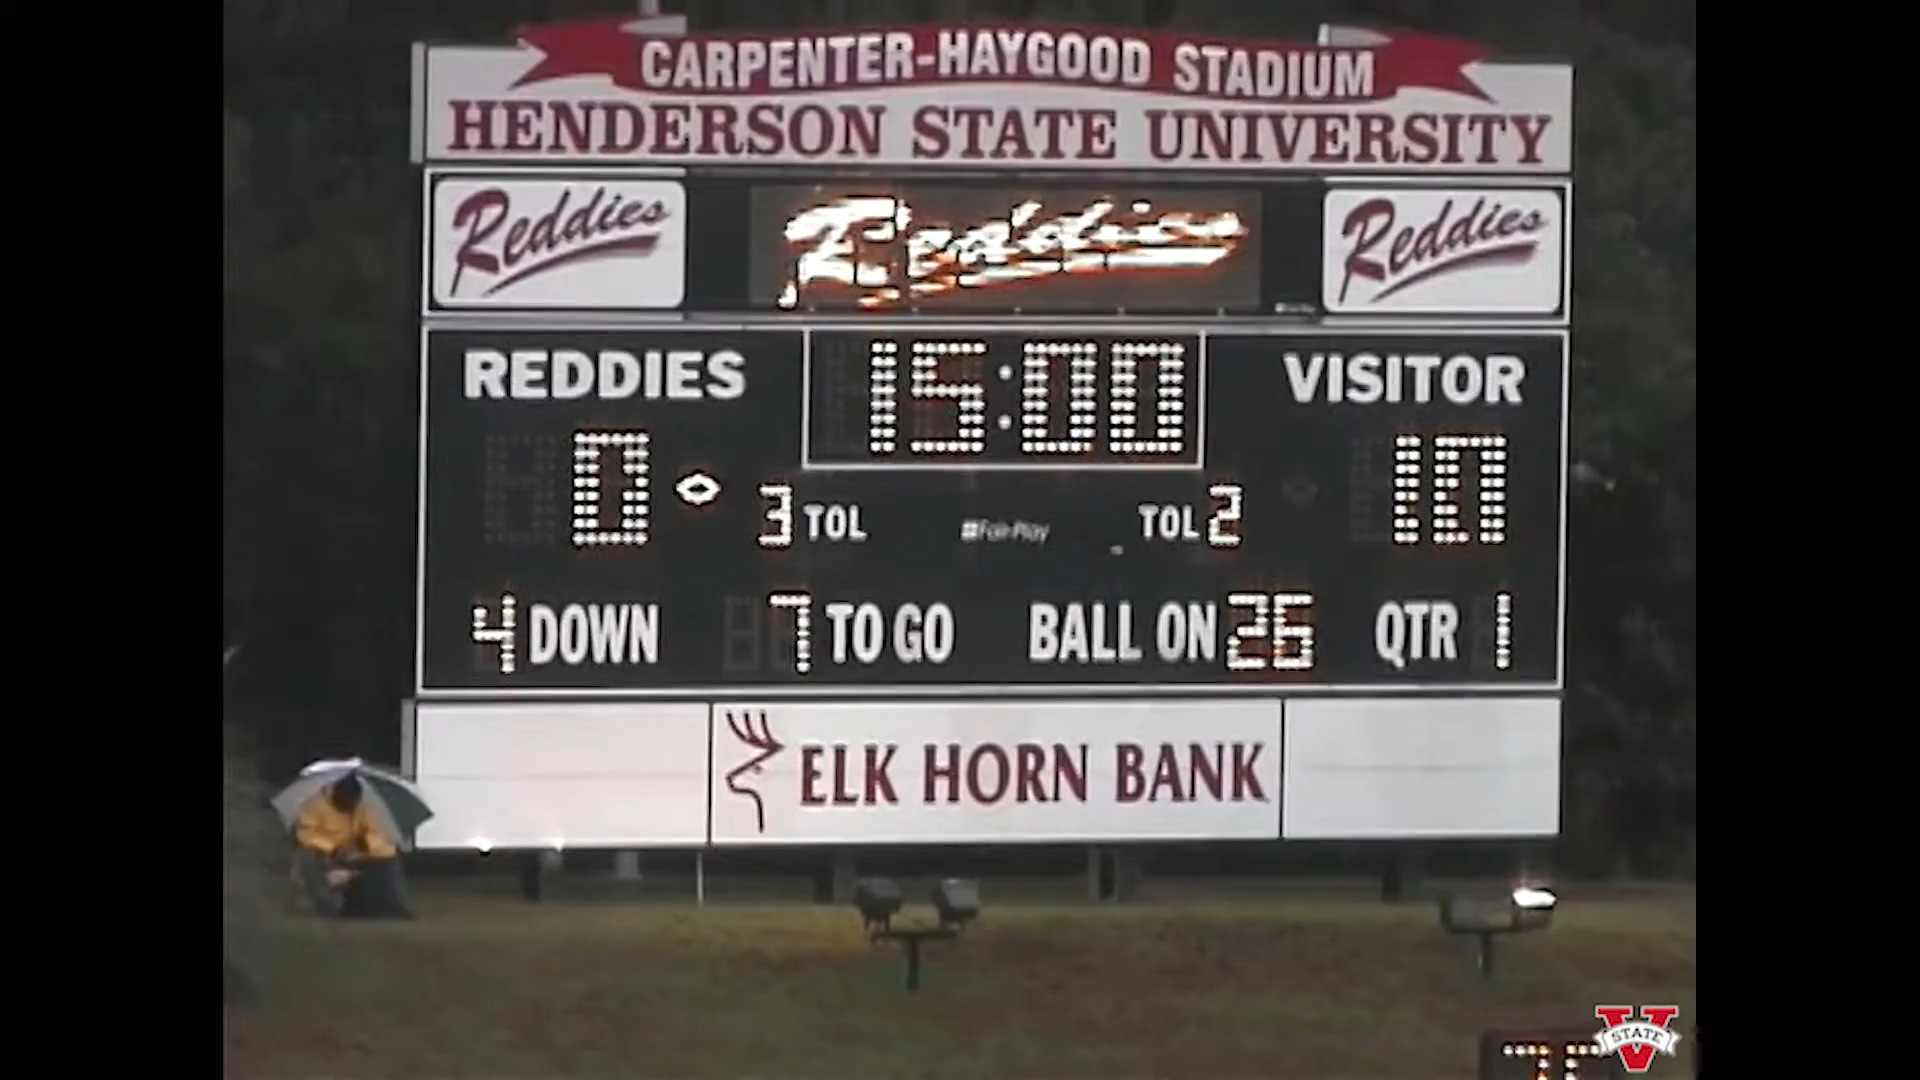 CARPENTER-HAYGOOD STADIUM
HENDERSON STATE UNIVERSITY
Reddies Reddies Reddies
REDDIES 15:00 VISITOR
0 3 TOL FairPlay TOL 2 10
4 DOWN 7 TO GO BALL ON 26 QTR 1
ELK HORN BANK
V STATE